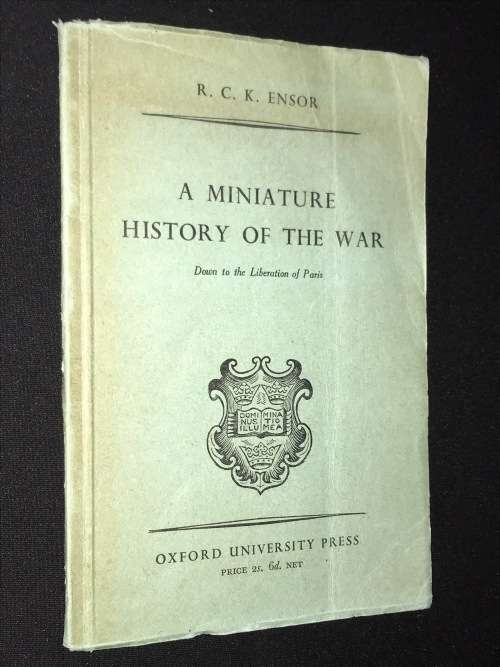 R. C. K. ENSOR
A MINIATURE
HISTORY OF THE WAR
Down to the Liberation of Paris
DOMI MINA
NUS TIO
ILLU MEA
OXFORD UNIVERSITY PRESS
PRICE 2s. 6d. NET